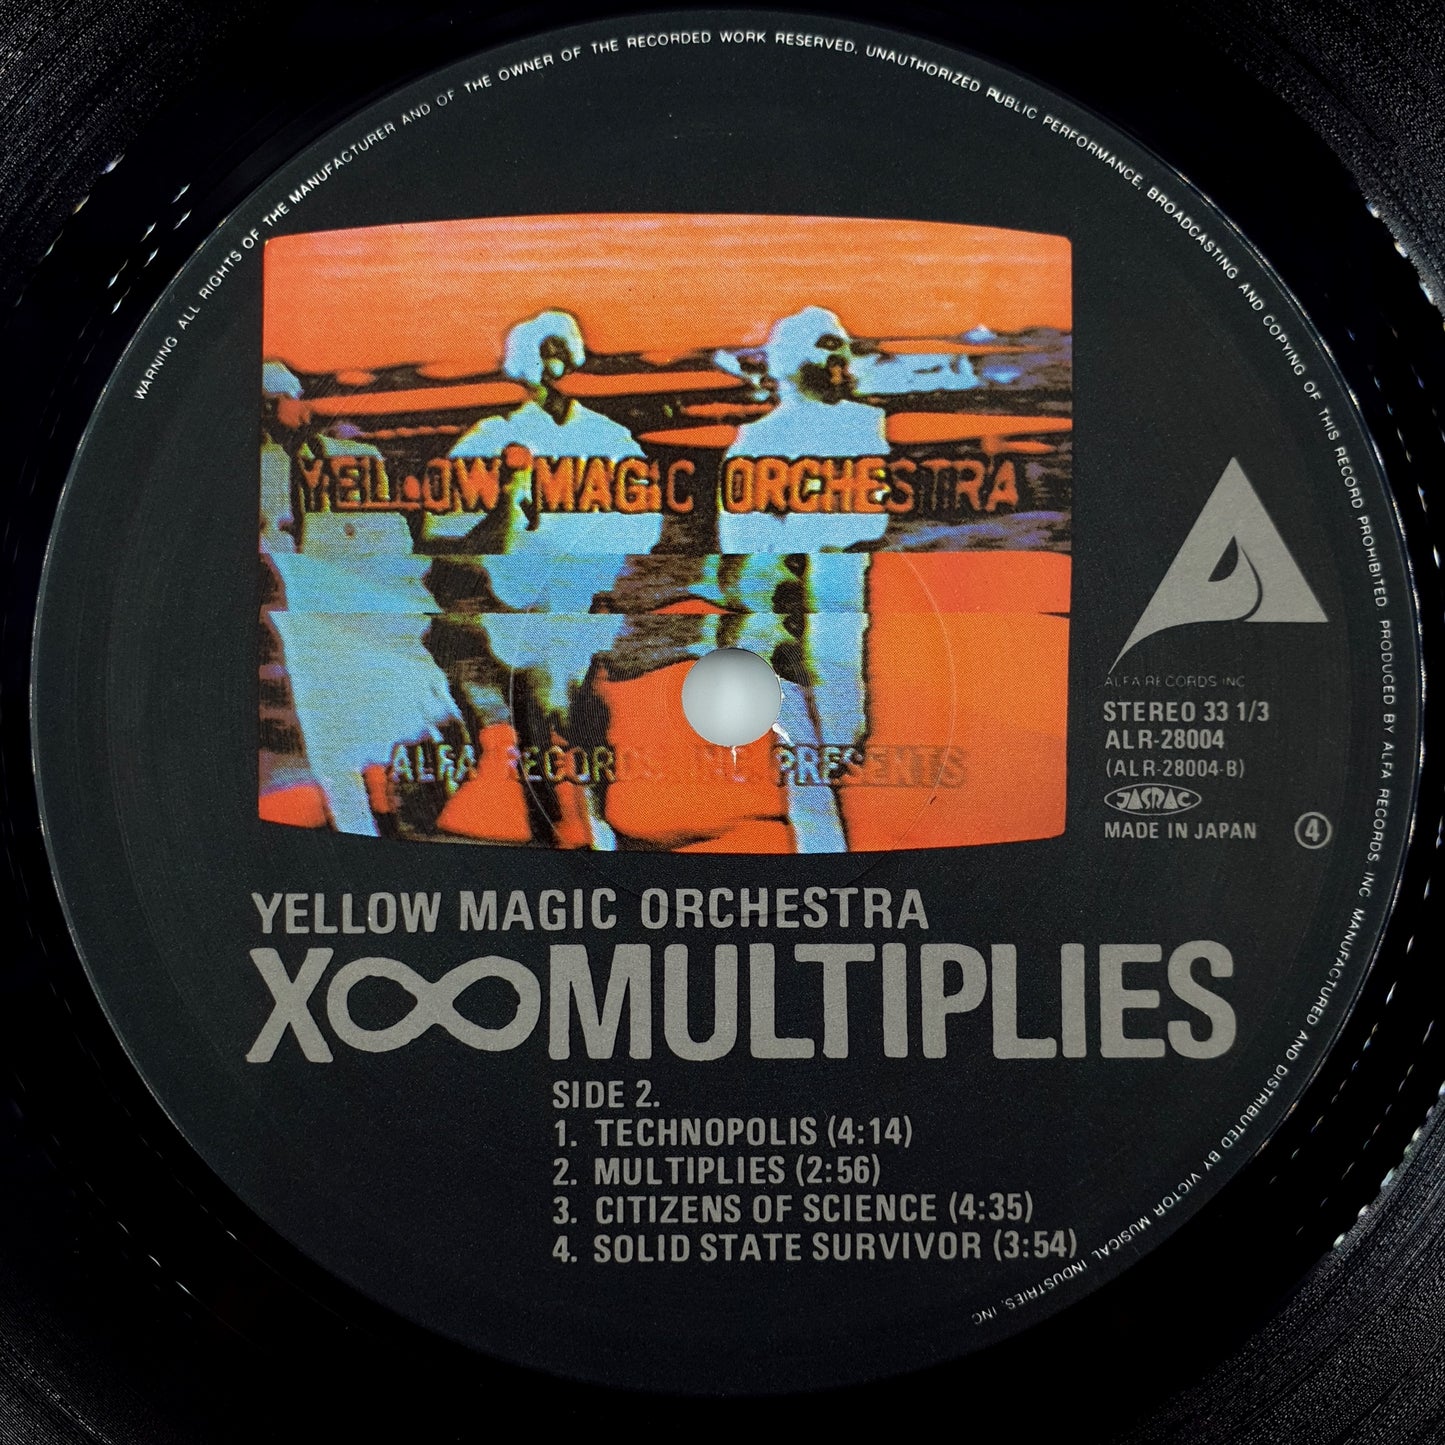 WARNING: ALL RIGHTS OF THE MANUFACTURER AND OF THE OWNER OF THE RECORDED WORK RESERVED, UNAUTHORIZED PUBLIC PERFORMANCE, BROADCASTING AND COPYING OF THIS RECORD PROHIBITED. PRODUCED BY ALFA RECORDS, INC. MANUFACTURED AND DISTRIBUTED BY VICTOR MUSICAL INDUSTRIES, INC.
YELLOW MAGIC ORCHESTRA
ALFA RECORDS, INC. PRESENTS
ALFA RECORDS INC
STEREO 33 1/3
ALR-28004
(ALR-28004-B)
JASRAC
MADE IN JAPAN ④
YELLOW MAGIC ORCHESTRA
X∞MULTIPLIES
SIDE 2.
1. TECHNOPOLIS (4:14)
2. MULTIPLIES (2:56)
3. CITIZENS OF SCIENCE (4:35)
4. SOLID STATE SURVIVOR (3:54)